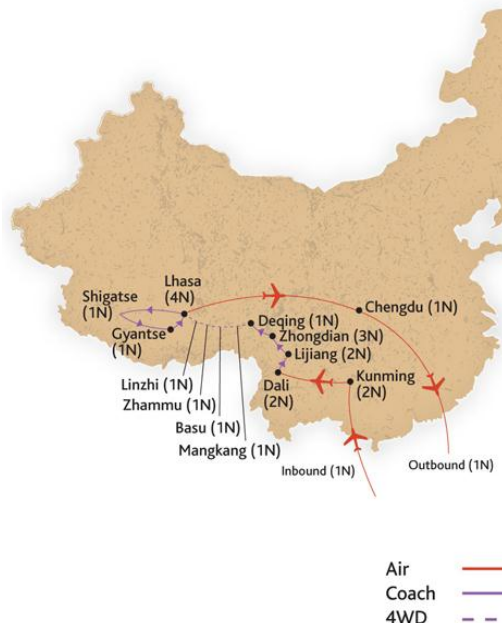 Lhasa
(4N)
Shigatse
(1N)
Gyantse
(1N)
Chengdu (1N)
Deqing (1N)
Zhongdian (3N)
Lijiang (2N)
Dali
(2N)
Kunming
(2N)
Linzhi (1N)
Zhammu (1N)
Basu (1N)
Mangkang (1N)
Inbound (1N)
Outbound (1N)
Air
Coach
4WD